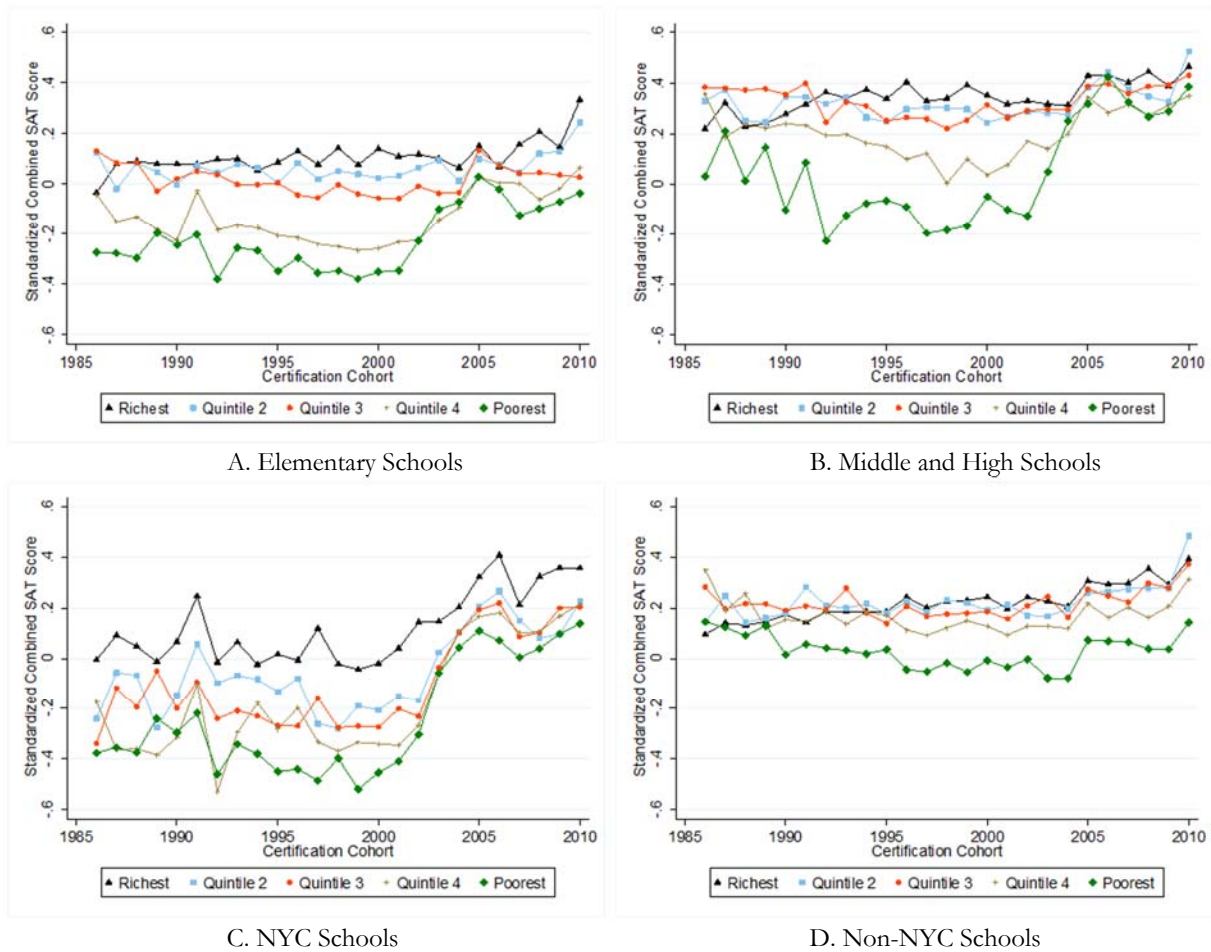 .6
.4
.2
0
-.2
-.4
-.6
Standardized Combined SAT Score
1985 1990 1995 2000 2005 2010
Certification Cohort
Richest Quintile 2 Quintile 3 Quintile 4 Poorest
A. Elementary Schools
.6
.4
.2
0
-.2
-.4
-.6
Standardized Combined SAT Score
1985 1990 1995 2000 2005 2010
Certification Cohort
Richest Quintile 2 Quintile 3 Quintile 4 Poorest
B. Middle and High Schools
.6
.4
.2
0
-.2
-.4
-.6
Standardized Combined SAT Score
1985 1990 1995 2000 2005 2010
Certification Cohort
Richest Quintile 2 Quintile 3 Quintile 4 Poorest
C. NYC Schools
.6
.4
.2
0
-.2
-.4
-.6
Standardized Combined SAT Score
1985 1990 1995 2000 2005 2010
Certification Cohort
Richest Quintile 2 Quintile 3 Quintile 4 Poorest
D. Non-NYC Schools